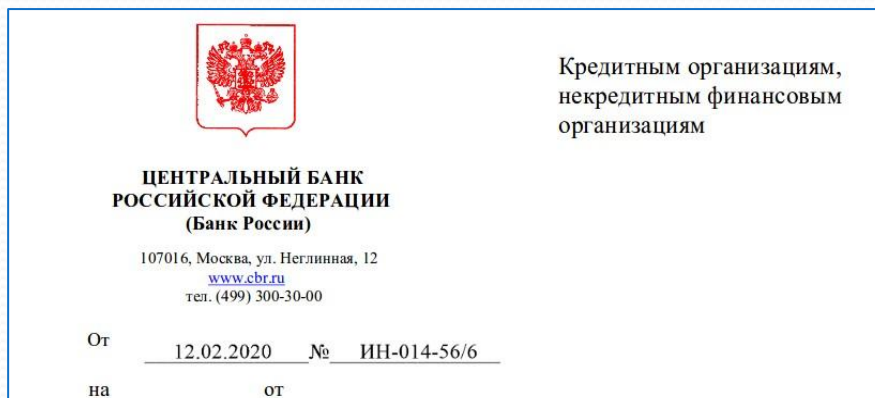 Кредитным организациям,
некредитным финансовым
организациям
ЦЕНТРАЛЬНЫЙ БАНК
РОССИЙСКОЙ ФЕДЕРАЦИИ
(Банк России)
107016, Москва, ул. Неглинная, 12
www.cbr.ru
тел. (499) 300-30-00
От 12.02.2020 № ИН-014-56/6
на от